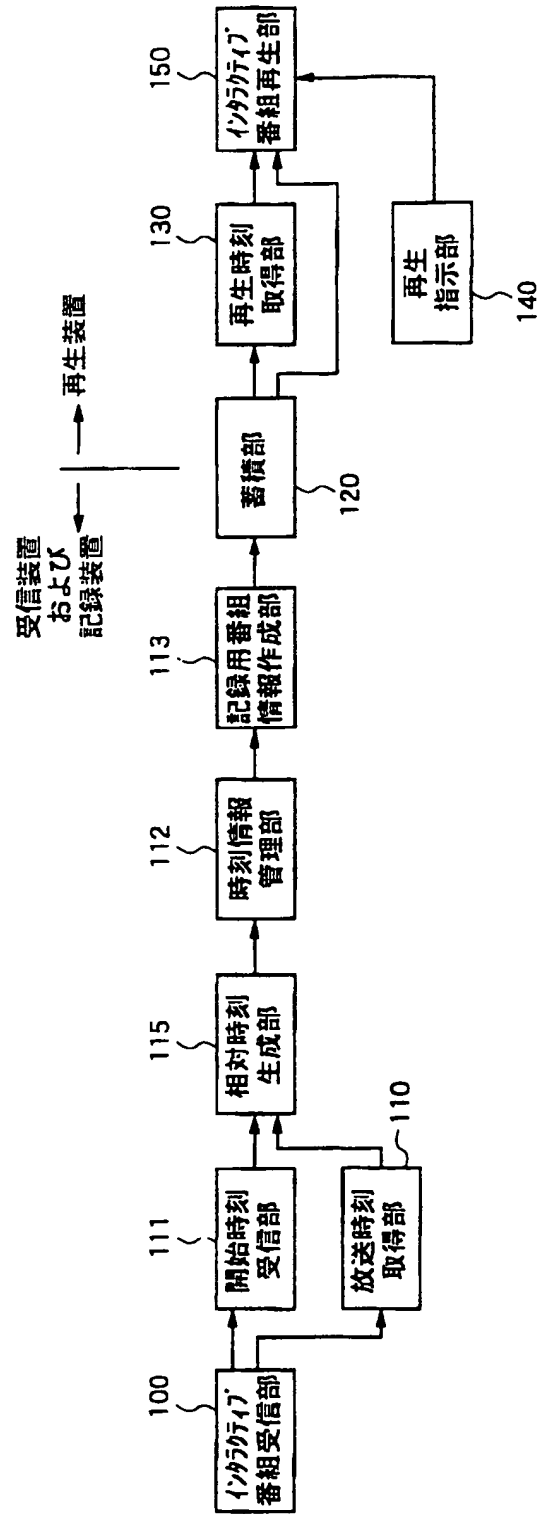 受信装置
および
記録装置
再生装置
100
インタラクティブ
番組受信部
111
開始時刻
受信部
放送時刻
取得部
110
115
相対時刻
生成部
112
時刻情報
管理部
113
記録用番組
情報作成部
蓄積部
120
130
再生時刻
取得部
150
インタラクティブ
番組再生部
再生
指示部
140